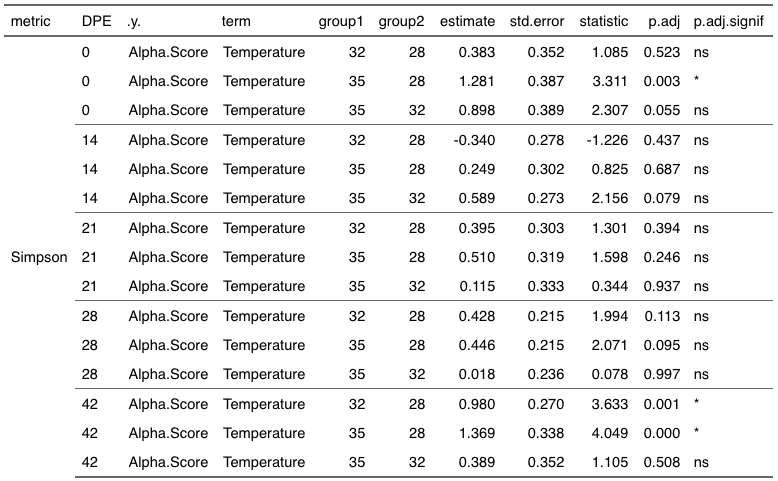 metric DPE .y. term group1 group2 estimate std.error statistic p.adj p.adj.signif
0 Alpha.Score Temperature 32 28 0.383 0.352 1.085 0.523 ns
0 Alpha.Score Temperature 35 28 1.281 0.387 3.311 0.003 *
0 Alpha.Score Temperature 35 32 0.898 0.389 2.307 0.055 ns
14 Alpha.Score Temperature 32 28 -0.340 0.278 -1.226 0.437 ns
14 Alpha.Score Temperature 35 28 0.249 0.302 0.825 0.687 ns
14 Alpha.Score Temperature 35 32 0.589 0.273 2.156 0.079 ns
21 Alpha.Score Temperature 32 28 0.395 0.303 1.301 0.394 ns
Simpson 21 Alpha.Score Temperature 35 28 0.510 0.319 1.598 0.246 ns
21 Alpha.Score Temperature 35 32 0.115 0.333 0.344 0.937 ns
28 Alpha.Score Temperature 32 28 0.428 0.215 1.994 0.113 ns
28 Alpha.Score Temperature 35 28 0.446 0.215 2.071 0.095 ns
28 Alpha.Score Temperature 35 32 0.018 0.236 0.078 0.997 ns
42 Alpha.Score Temperature 32 28 0.980 0.270 3.633 0.001 *
42 Alpha.Score Temperature 35 28 1.369 0.338 4.049 0.000 *
42 Alpha.Score Temperature 35 32 0.389 0.352 1.105 0.508 ns